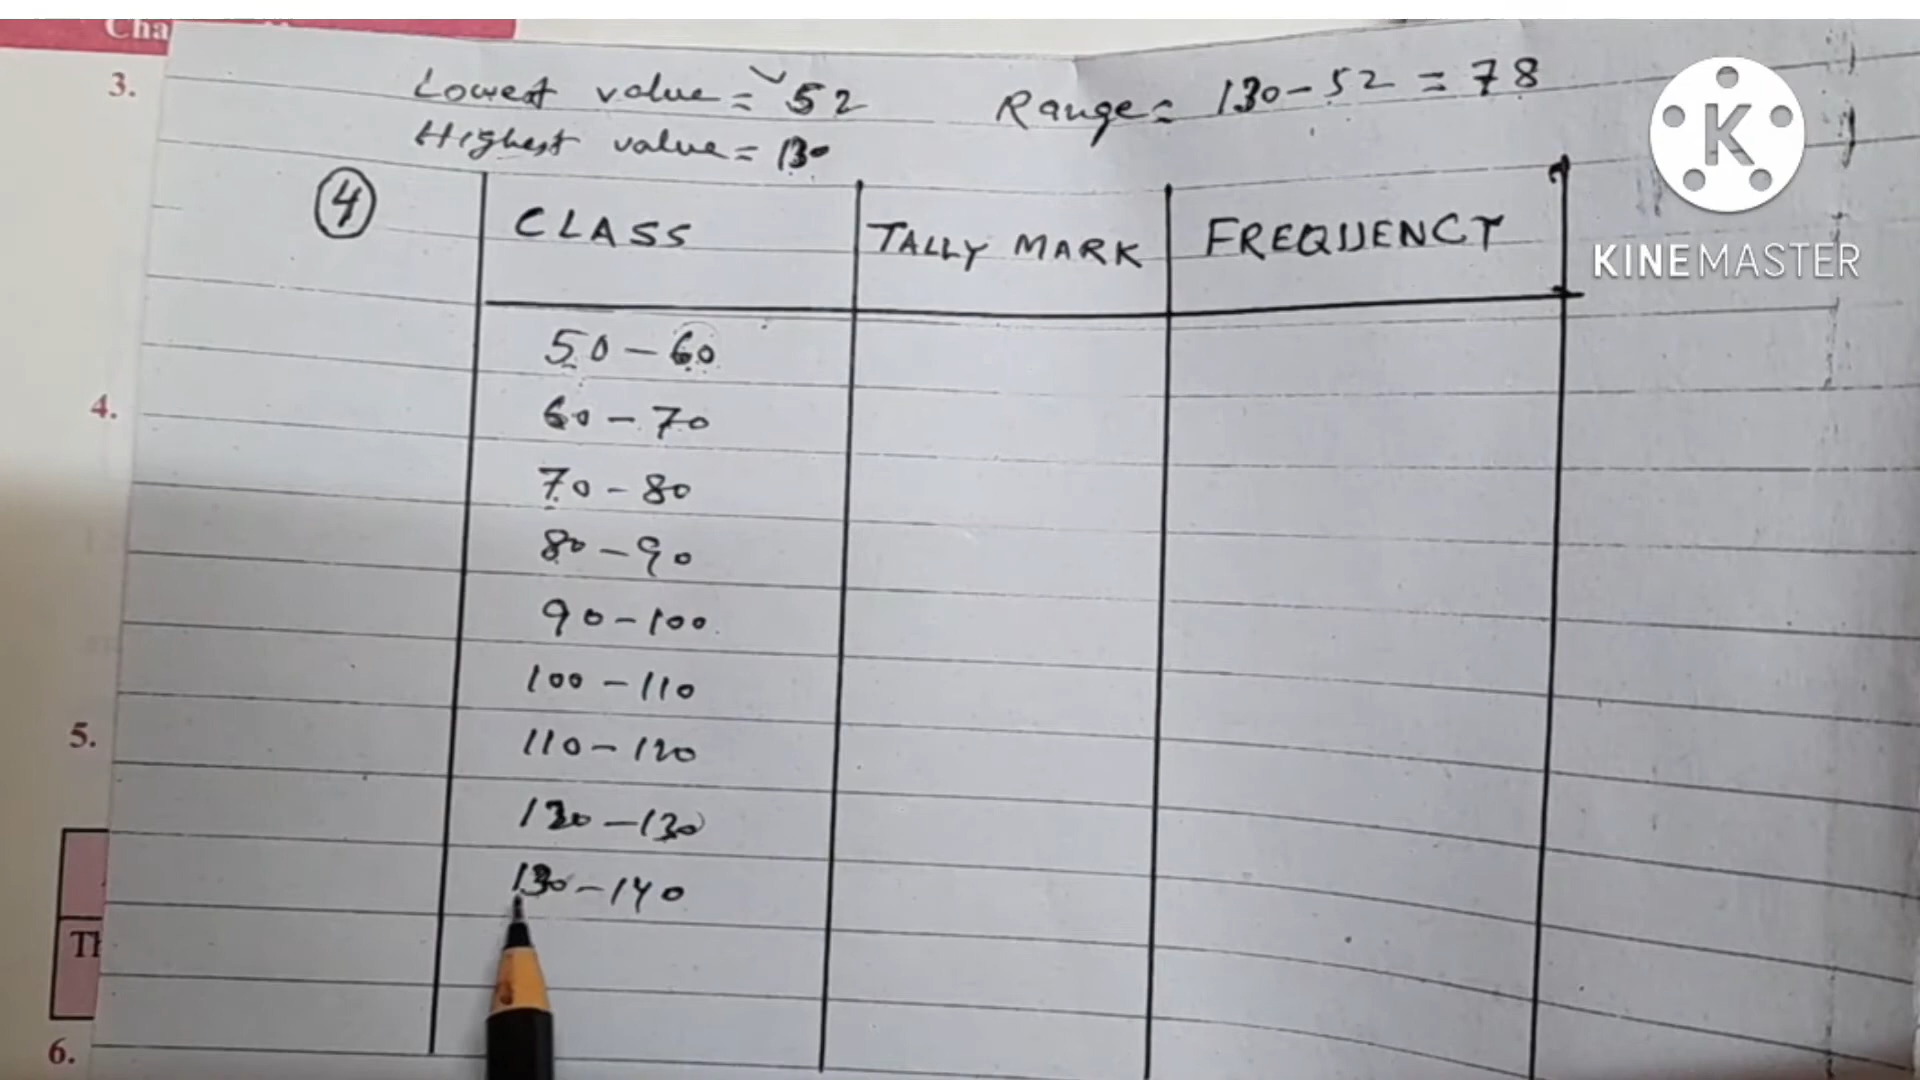 Cha
3.
Lowest value = 52 Range = 130 - 52 = 78
Highest value = 130
K
KINEMASTER
4 CLASS TALLY MARK FREQUENCY
50 - 60
4.
60 - 70
70 - 80
80 - 90
90 - 100
100 - 110
5.
110 - 120
120 - 130
130 - 140
Th
6.